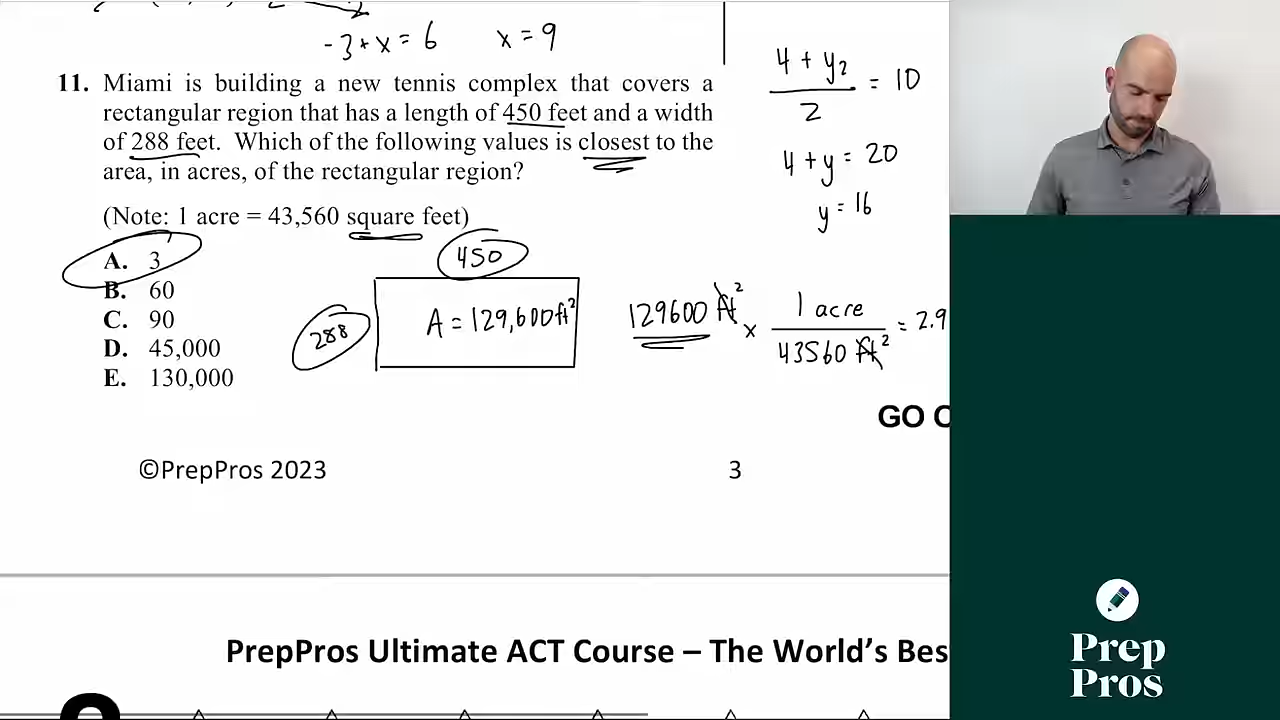 -3 + x = 6 x = 9
11. Miami is building a new tennis complex that covers a
rectangular region that has a length of 450 feet and a width
of 288 feet. Which of the following values is closest to the
area, in acres, of the rectangular region?
(Note: 1 acre = 43,560 square feet)
A. 3
B. 60
C. 90
D. 45,000
E. 130,000
450
288
A = 129,600 ft²
129600 ft² x 1 acre / 43560 ft² = 2.9
4 + y₂ / 2 = 10
4 + y = 20
y = 16
GO
©PrepPros 2023
3
PrepPros Ultimate ACT Course – The World’s Bes
Prep
Pros